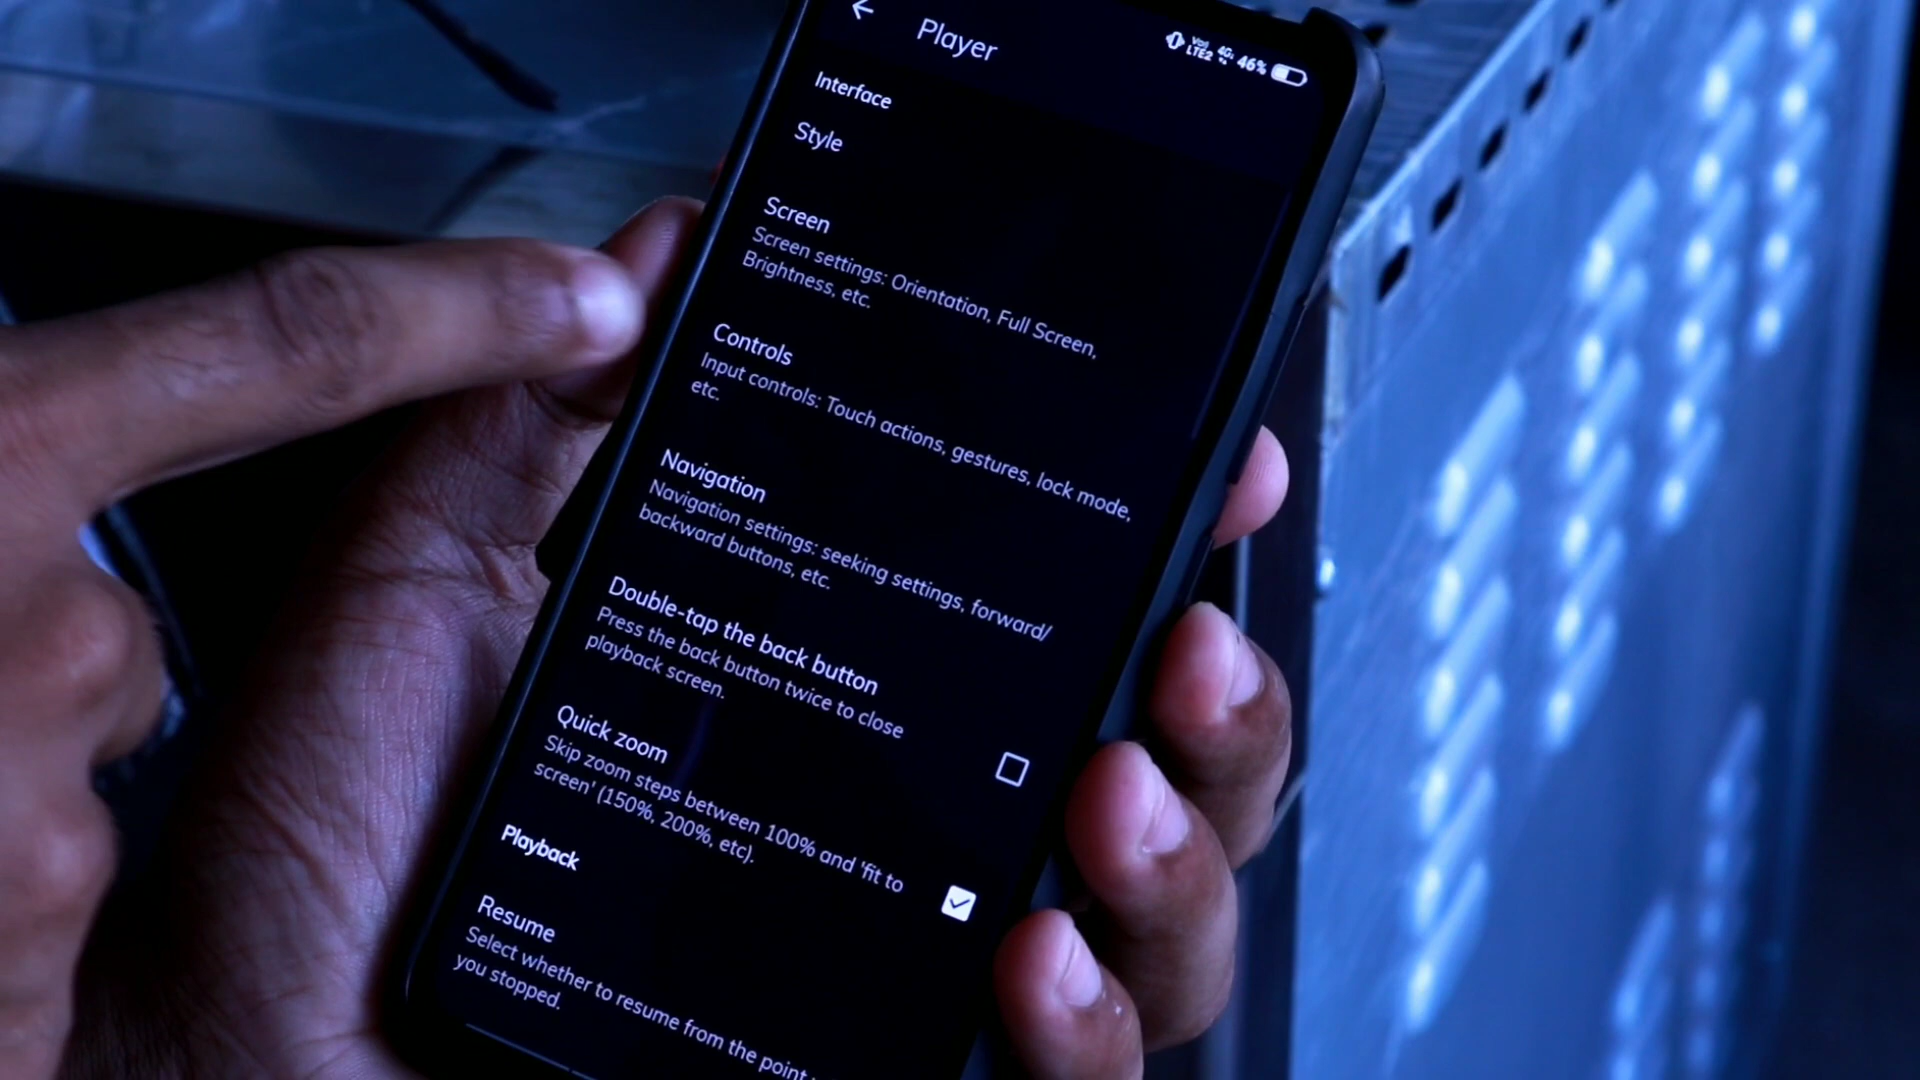 Player
Vo)) LTE2 4G 46%
Interface
Style
Screen
Screen settings: Orientation, Full Screen,
Brightness, etc.
Controls
Input controls: Touch actions, gestures, lock mode,
etc.
Navigation
Navigation settings: seeking settings, forward/
backward buttons, etc.
Double-tap the back button
Press the back button twice to close
playback screen.
Quick zoom
Skip zoom steps between 100% and 'fit to
screen' (150%, 200%, etc).
Playback
Resume
Select whether to resume from the point
you stopped.